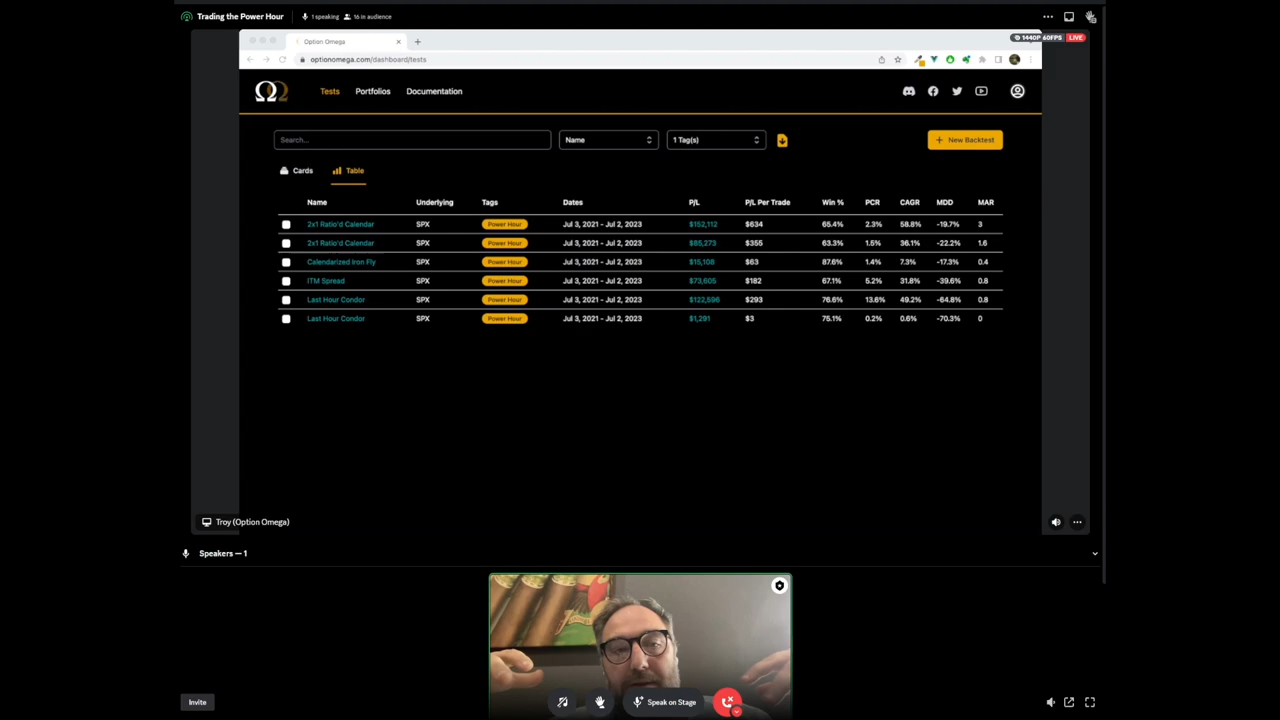 Trading the Power Hour 1 speaking 16 in audience
Option Omega
1440P 60FPS LIVE
optionomega.com/dashboard/tests
Tests Portfolios Documentation
Search... Name 1 Tag(s) + New Backtest
Cards Table
Name Underlying Tags Dates P/L P/L Per Trade Win % PCR CAGR MDD MAR
2x1 Ratio'd Calendar SPX Power Hour Jul 3, 2021 - Jul 2, 2023 $152,112 $634 65.4% 2.3% 58.8% -19.7% 3
2x1 Ratio'd Calendar SPX Power Hour Jul 3, 2021 - Jul 2, 2023 $85,273 $355 63.3% 1.5% 36.1% -22.2% 1.6
Calendarized Iron Fly SPX Power Hour Jul 3, 2021 - Jul 2, 2023 $15,108 $63 87.6% 1.4% 7.3% -17.3% 0.4
ITM Spread SPX Power Hour Jul 3, 2021 - Jul 2, 2023 $73,605 $182 67.1% 5.2% 31.8% -39.6% 0.8
Last Hour Condor SPX Power Hour Jul 3, 2021 - Jul 2, 2023 $122,596 $293 76.6% 13.6% 49.2% -64.8% 0.8
Last Hour Condor SPX Power Hour Jul 3, 2021 - Jul 2, 2023 $1,291 $3 75.1% 0.2% 0.6% -70.3% 0
Troy (Option Omega)
Speakers — 1
Invite
Speak on Stage